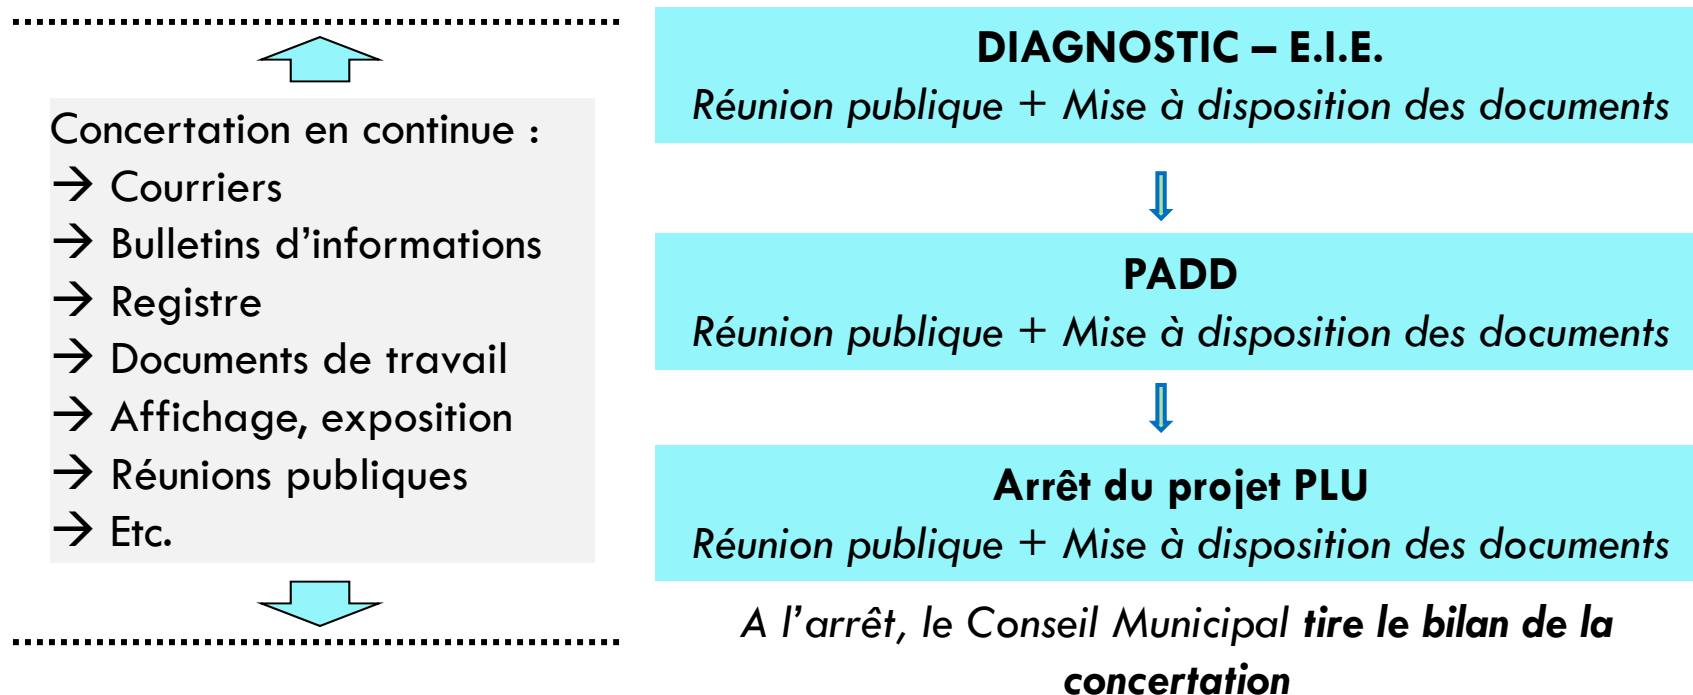 Concertation en continue :
→ Courriers
→ Bulletins d’informations
→ Registre
→ Documents de travail
→ Affichage, exposition
→ Réunions publiques
→ Etc.
DIAGNOSTIC – E.I.E.
Réunion publique + Mise à disposition des documents
PADD
Réunion publique + Mise à disposition des documents
Arrêt du projet PLU
Réunion publique + Mise à disposition des documents
A l’arrêt, le Conseil Municipal tire le bilan de la
concertation